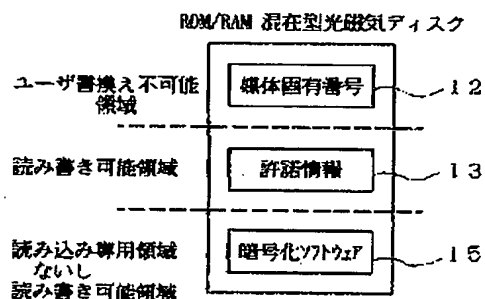 ROM/RAM 混在型光磁気ディスク
ユーザ書換え不可能
領域
媒体固有番号
12
読み書き可能領域
許諾情報
13
読み込み専用領域
ないし
読み書き可能領域
暗号化ソフトウェア
15